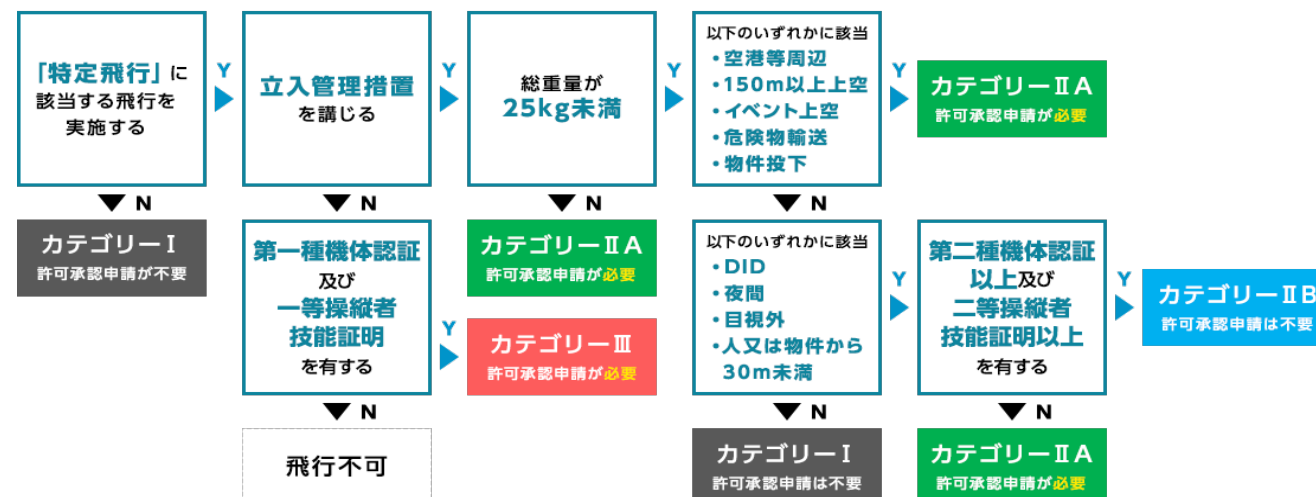 「特定飛行」に
該当する飛行を
実施する
Y
立入管理措置
を講じる
Y
総重量が
25kg未満
Y
以下のいずれかに該当
・空港等周辺
・150m以上上空
・イベント上空
・危険物輸送
・物件投下
Y
カテゴリーⅡA
許可承認申請が必要
N
N
N
N
カテゴリーⅠ
許可承認申請が不要
第一種機体認証
及び
一等操縦者
技能証明
を有する
Y
カテゴリーⅡA
許可承認申請が必要
カテゴリーⅢ
許可承認申請が必要
以下のいずれかに該当
・DID
・夜間
・目視外
・人又は物件から
30m未満
Y
第二種機体認証
以上及び
二等操縦者
技能証明以上
を有する
Y
カテゴリーⅡB
許可承認申請は不要
N
N
N
飛行不可
カテゴリーⅠ
許可承認申請は不要
カテゴリーⅡA
許可承認申請が必要